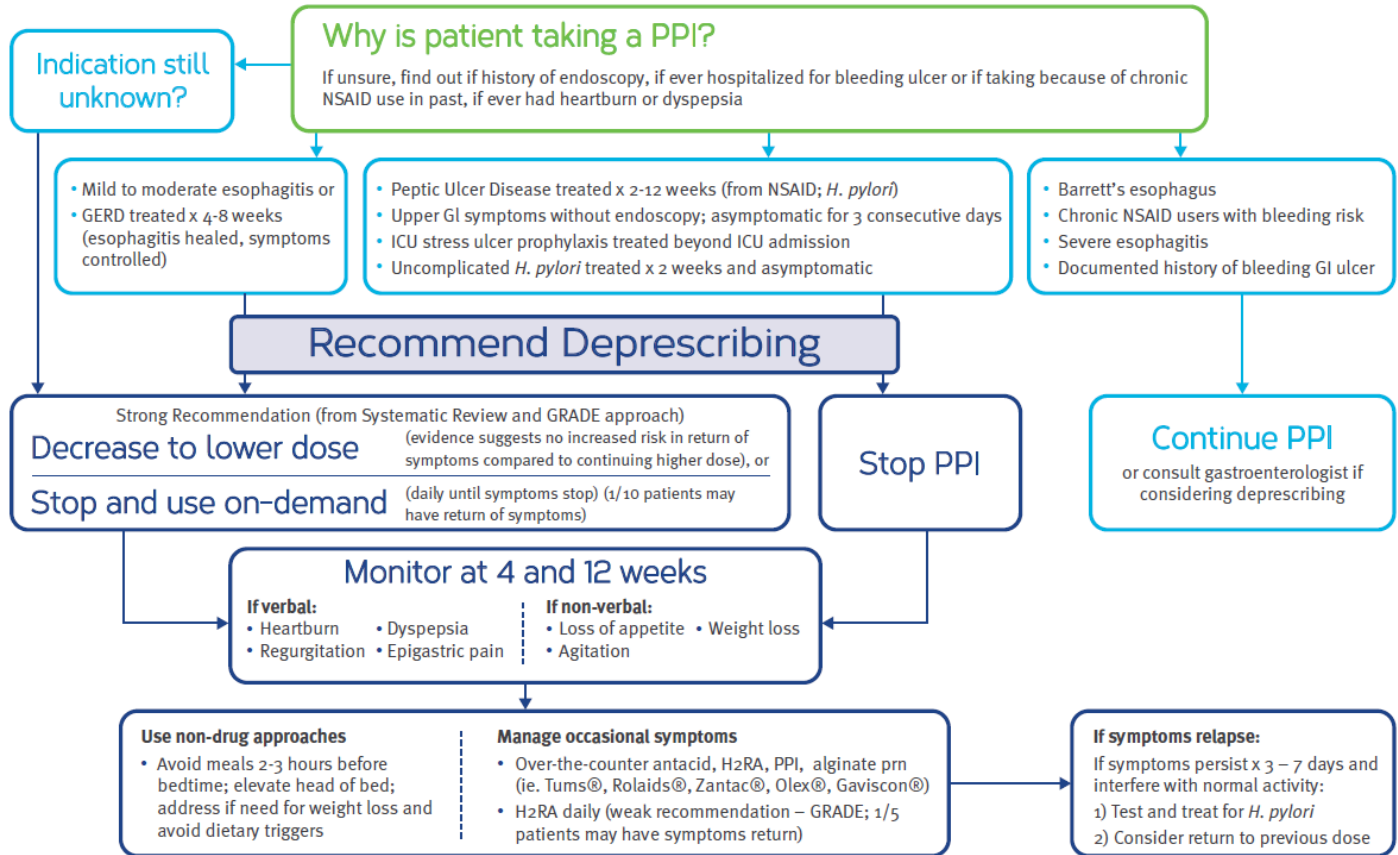 Why is patient taking a PPI?
If unsure, find out if history of endoscopy, if ever hospitalized for bleeding ulcer or if taking because of chronic
NSAID use in past, if ever had heartburn or dyspepsia
Indication still
unknown?
• Mild to moderate esophagitis or
• GERD treated x 4-8 weeks
(esophagitis healed, symptoms
controlled)
• Peptic Ulcer Disease treated x 2-12 weeks (from NSAID; H. pylori)
• Upper GI symptoms without endoscopy; asymptomatic for 3 consecutive days
• ICU stress ulcer prophylaxis treated beyond ICU admission
• Uncomplicated H. pylori treated x 2 weeks and asymptomatic
• Barrett’s esophagus
• Chronic NSAID users with bleeding risk
• Severe esophagitis
• Documented history of bleeding GI ulcer
Recommend Deprescribing
Strong Recommendation (from Systematic Review and GRADE approach)
Decrease to lower dose
(evidence suggests no increased risk in return of
symptoms compared to continuing higher dose), or
Stop and use on-demand
(daily until symptoms stop) (1/10 patients may
have return of symptoms)
Stop PPI
Continue PPI
or consult gastroenterologist if
considering deprescribing
Monitor at 4 and 12 weeks
If verbal:
• Heartburn • Dyspepsia
• Regurgitation • Epigastric pain
If non-verbal:
• Loss of appetite • Weight loss
• Agitation
Use non-drug approaches
• Avoid meals 2-3 hours before
bedtime; elevate head of bed;
address if need for weight loss and
avoid dietary triggers
Manage occasional symptoms
• Over-the-counter antacid, H2RA, PPI, alginate prn
(ie. Tums®, Rolaids®, Zantac®, Olex®, Gaviscon®)
• H2RA daily (weak recommendation – GRADE; 1/5
patients may have symptoms return)
If symptoms relapse:
If symptoms persist x 3 – 7 days and
interfere with normal activity:
1) Test and treat for H. pylori
2) Consider return to previous dose